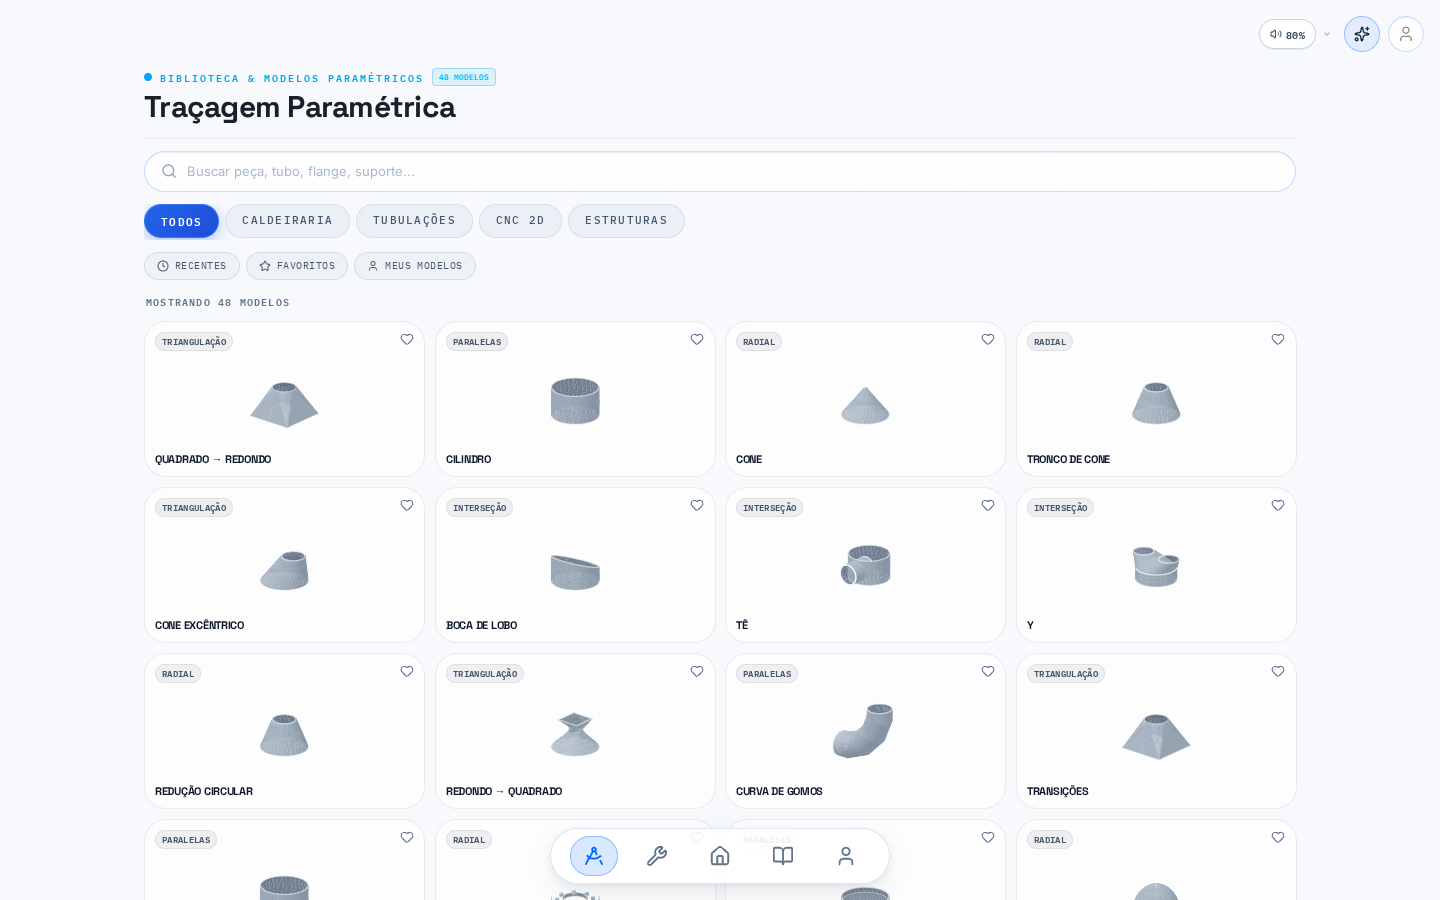 80%
BIBLIOTECA & MODELOS PARAMÉTRICOS 48 MODELOS
Traçagem Paramétrica
Buscar peça, tubo, flange, suporte...
TODOS CALDEIRARIA TUBULAÇÕES CNC 2D ESTRUTURAS
RECENTES FAVORITOS MEUS MODELOS
MOSTRANDO 48 MODELOS
TRIANGULAÇÃO PARALELAS RADIAL RADIAL
QUADRADO → REDONDO CILINDRO CONE TRONCO DE CONE
TRIANGULAÇÃO INTERSEÇÃO INTERSEÇÃO INTERSEÇÃO
CONE EXCÊNTRICO BOCA DE LOBO TÊ Y
RADIAL TRIANGULAÇÃO PARALELAS TRIANGULAÇÃO
REDUÇÃO CIRCULAR REDONDO → QUADRADO CURVA DE GOMOS TRANSIÇÕES
PARALELAS RADIAL PARALELAS RADIAL